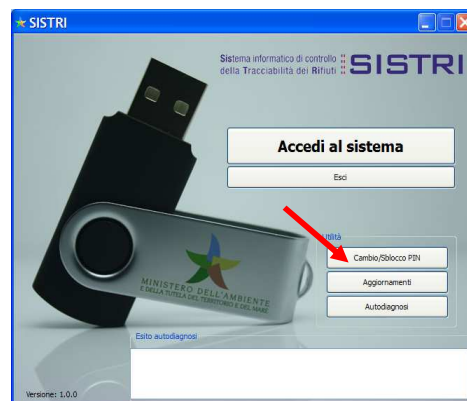 SISTRI
Sistema informatico di controllo
della Tracciabilità dei Rifiuti
SISTRI
Accedi al sistema
Esci
Utilità
Cambio/Sblocco PIN
Aggiornamenti
Autodiagnosi
MINISTERO DELL'AMBIENTE
E DELLA TUTELA DEL TERRITORIO E DEL MARE
Esito autodiagnosi
Versione: 1.0.0